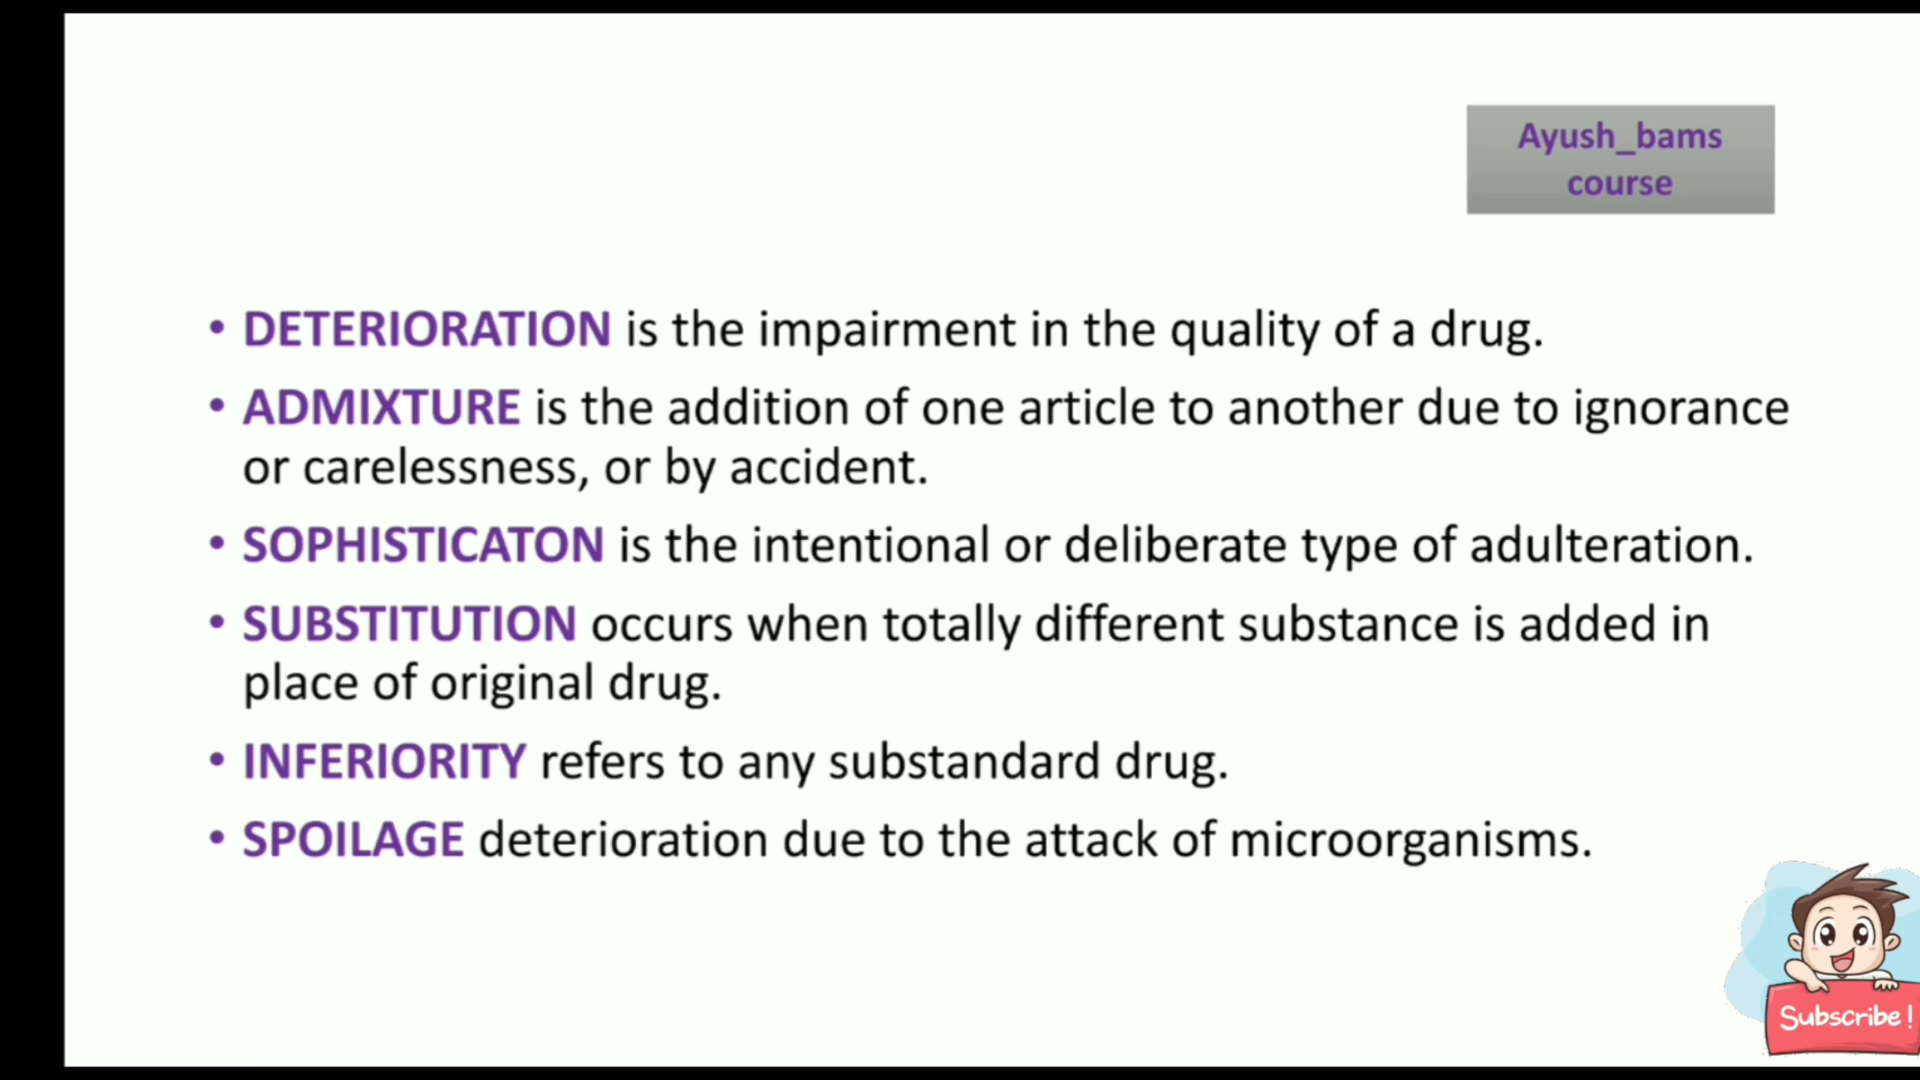 Ayush_bams
course
• DETERIORATION is the impairment in the quality of a drug.
• ADMIXTURE is the addition of one article to another due to ignorance
or carelessness, or by accident.
• SOPHISTICATON is the intentional or deliberate type of adulteration.
• SUBSTITUTION occurs when totally different substance is added in
place of original drug.
• INFERIORITY refers to any substandard drug.
• SPOILAGE deterioration due to the attack of microorganisms.
Subscribe!